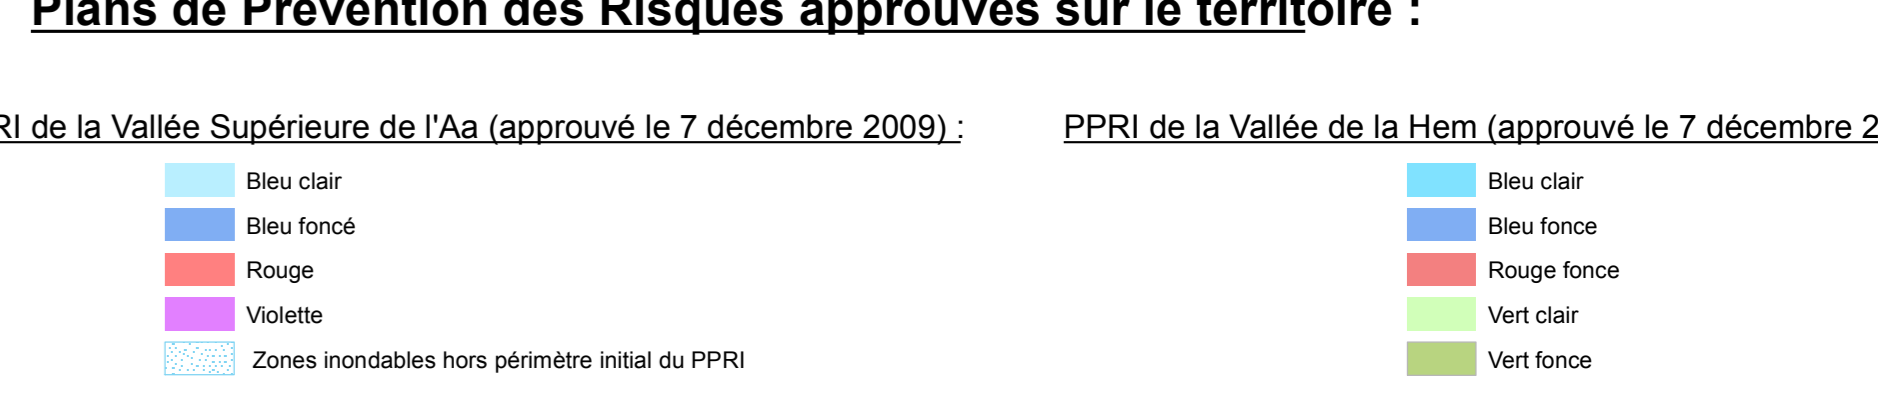 Plans de Prévention des Risques approuvés sur le territoire :
RI de la Vallée Supérieure de l'Aa (approuvé le 7 décembre 2009) :
Bleu clair
Bleu foncé
Rouge
Violette
Zones inondables hors périmètre initial du PPRI
PPRI de la Vallée de la Hem (approuvé le 7 décembre 2
Bleu clair
Bleu fonce
Rouge fonce
Vert clair
Vert fonce